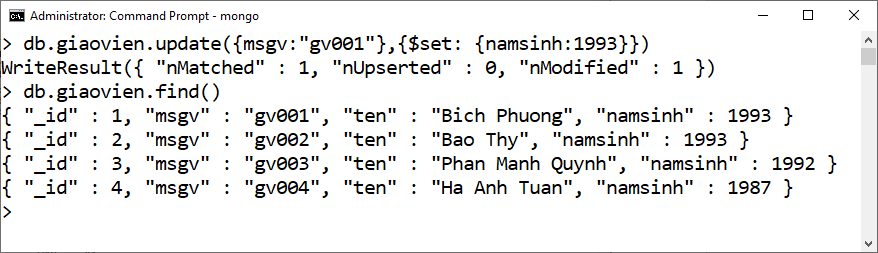 Administrator: Command Prompt - mongo
> db.giaovien.update({msgv:"gv001"},{$set: {namsinh:1993}})
WriteResult({ "nMatched" : 1, "nUpserted" : 0, "nModified" : 1 })
> db.giaovien.find()
{ "_id" : 1, "msgv" : "gv001", "ten" : "Bich Phuong", "namsinh" : 1993 }
{ "_id" : 2, "msgv" : "gv002", "ten" : "Bao Thy", "namsinh" : 1993 }
{ "_id" : 3, "msgv" : "gv003", "ten" : "Phan Manh Quynh", "namsinh" : 1992 }
{ "_id" : 4, "msgv" : "gv004", "ten" : "Ha Anh Tuan", "namsinh" : 1987 }
>